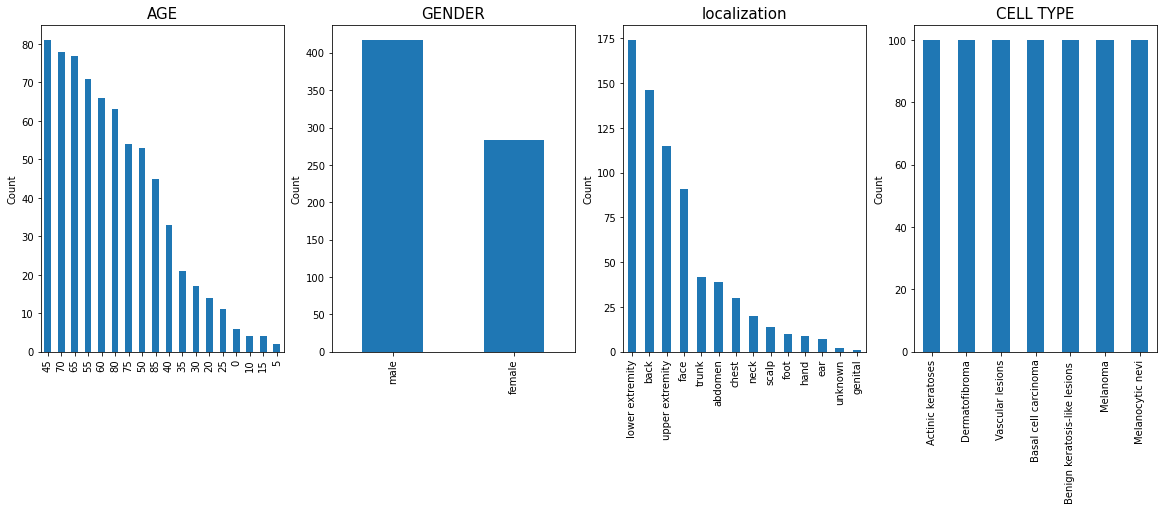 AGE
Count
80
70
60
50
40
30
20
10
0
45
70
65
55
60
80
75
50
85
40
35
30
20
25
0
10
15
5
GENDER
Count
400
350
300
250
200
150
100
50
0
male
female
localization
Count
175
150
125
100
75
50
25
0
lower extremity
back
upper extremity
face
trunk
abdomen
chest
neck
scalp
foot
hand
ear
unknown
genital
CELL TYPE
Count
100
80
60
40
20
0
Actinic keratoses
Dermatofibroma
Vascular lesions
Basal cell carcinoma
Benign keratosis-like lesions
Melanoma
Melanocytic nevi